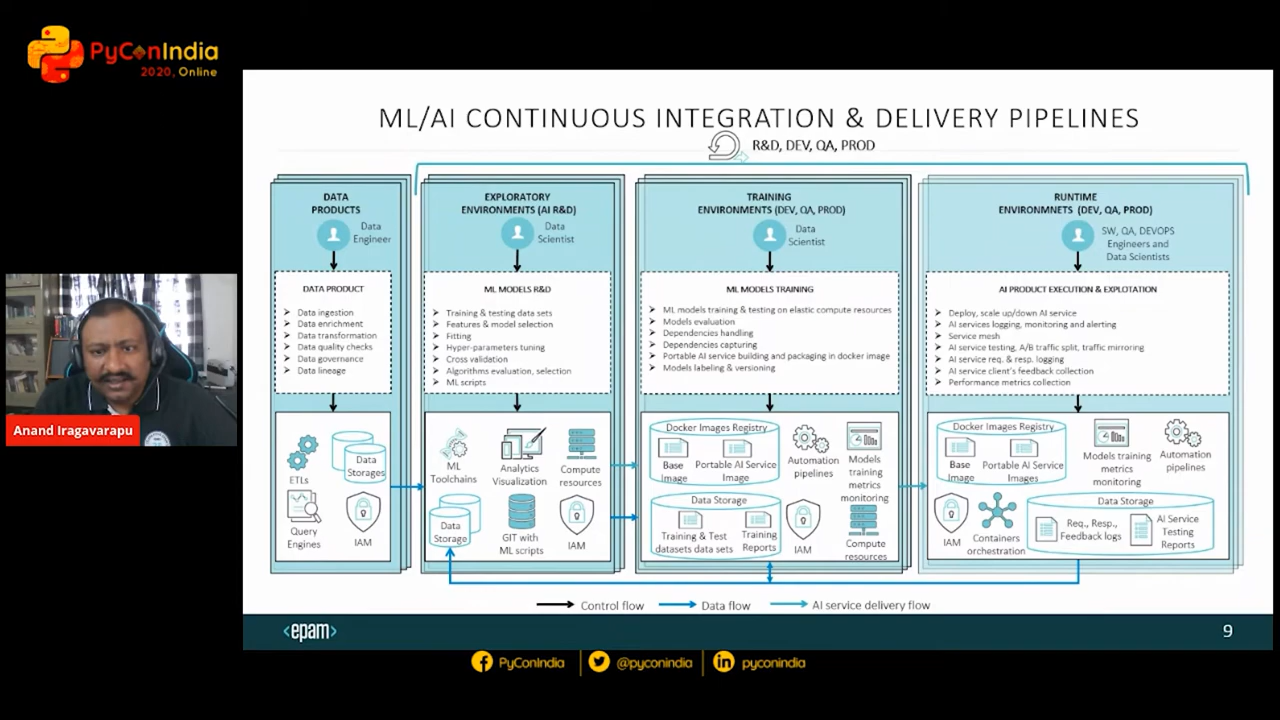 PyConIndia
2020, Online
ML/AI CONTINUOUS INTEGRATION & DELIVERY PIPELINES
R&D, DEV, QA, PROD
DATA
PRODUCTS
Data
Engineer
DATA PRODUCT
Data ingestion
Data enrichment
Data transformation
Data quality checks
Data governance
Data lineage
ETLs
Data
Storages
Query
Engines
IAM
EXPLORATORY
ENVIRONMENTS (AI R&D)
Data
Scientist
ML MODELS R&D
Training & testing data sets
Features & model selection
Fitting
Hyper-parameters tuning
Cross validation
Algorithms evaluation, selection
ML scripts
ML
Toolchains
Analytics
Visualization
Compute
resources
Data
Storage
GIT with
ML scripts
IAM
TRAINING
ENVIRONMENTS (DEV, QA, PROD)
Data
Scientist
ML MODELS TRAINING
ML models training & testing on elastic compute resources
Models evaluation
Dependencies handling
Dependencies capturing
Portable AI service building and packaging in docker image
Models labeling & versioning
Docker Images Registry
Base
Image
Portable AI Service
Image
Automation
pipelines
Models
training
metrics
monitoring
Data Storage
Training & Test
datasets data sets
Training
Reports
IAM
Compute
resources
RUNTIME
ENVIRONMNETS (DEV, QA, PROD)
SW, QA, DEVOPS
Engineers and
Data Scientists
AI PRODUCT EXECUTION & EXPLOTATION
Deploy, scale up/down AI service
AI services logging, monitoring and alerting
Service mesh
AI service testing, A/B traffic split, traffic mirroring
AI service req. & resp. logging
AI service client's feedback collection
Performance metrics collection
Docker Images Registry
Base
Image
Portable AI Service
Images
Models training
metrics
monitoring
Automation
pipelines
IAM
Containers
orchestration
Data Storage
Req., Resp.,
Feedback logs
AI Service
Testing
Reports
Control flow
Data flow
AI service delivery flow
<epam>
9
Anand Iragavarapu
PyConIndia
@pyconindia
pyconindia